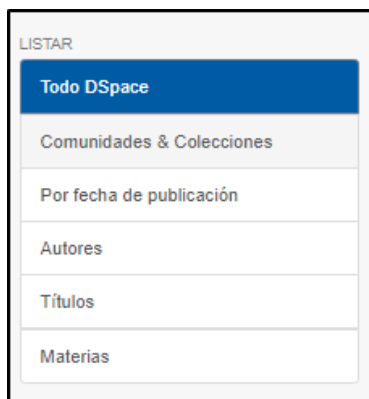 LISTAR
Todo DSpace
Comunidades & Colecciones
Por fecha de publicación
Autores
Títulos
Materias